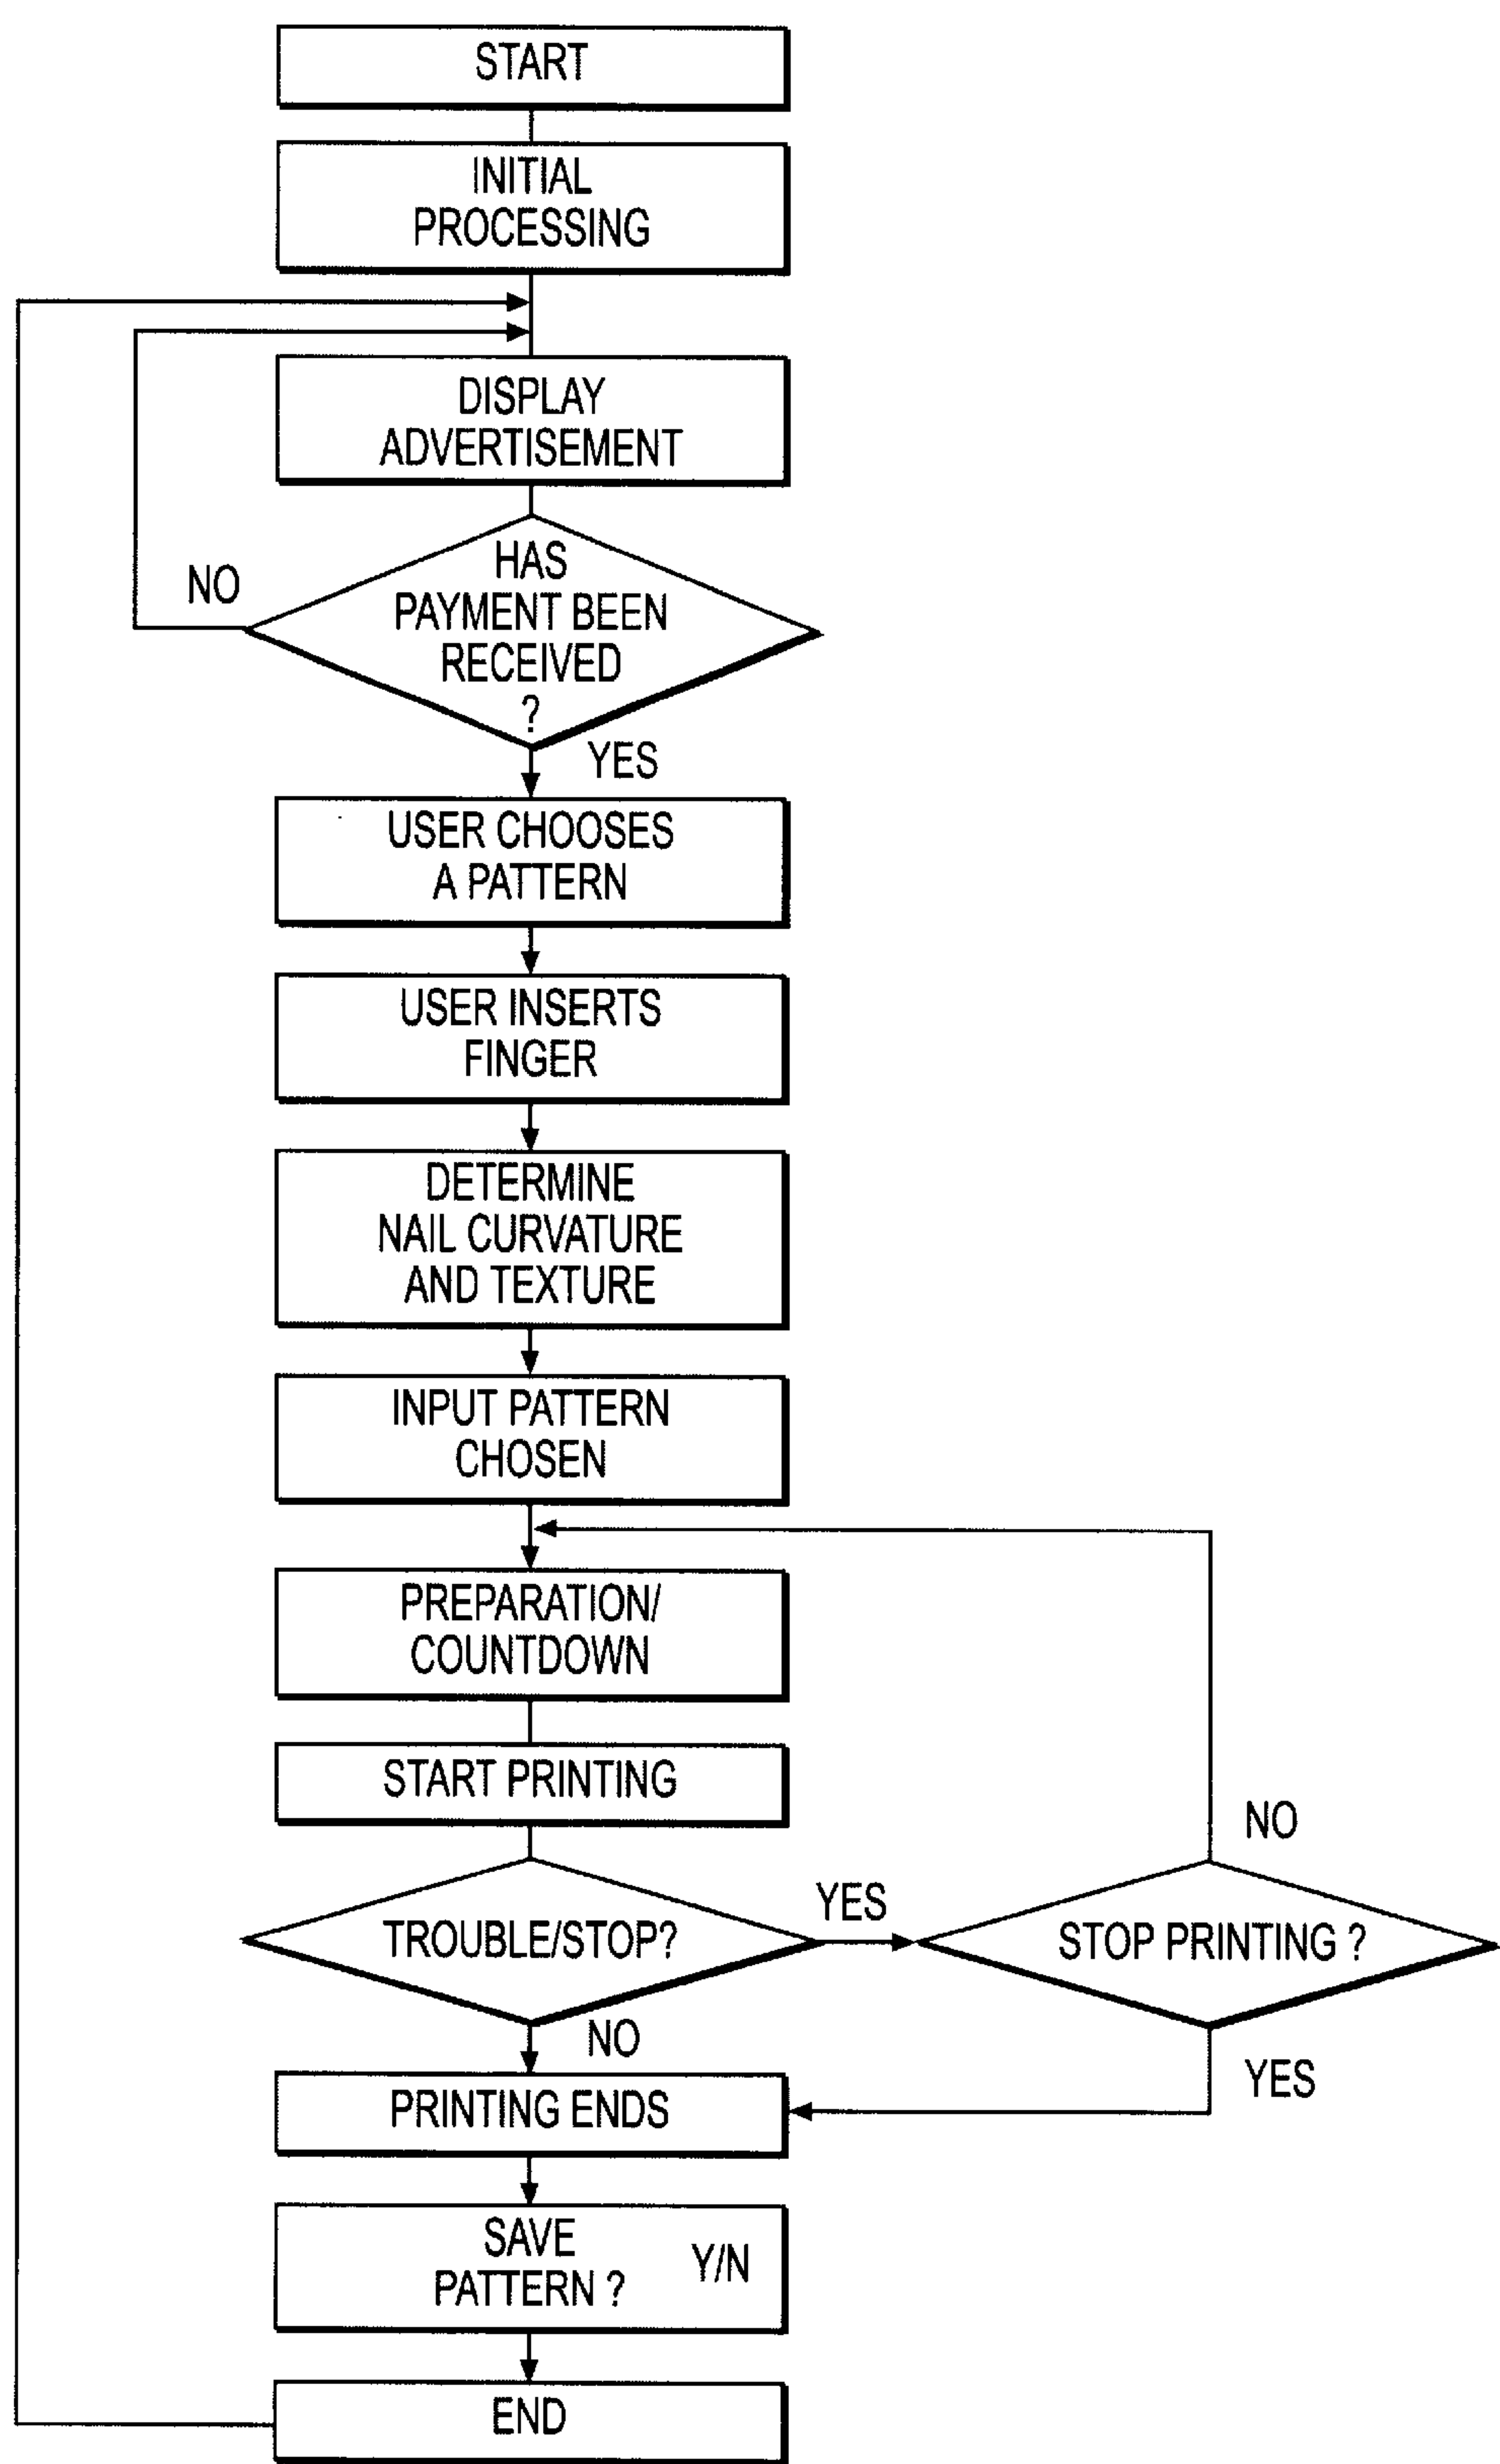 START
INITIAL
PROCESSING
DISPLAY
ADVERTISEMENT
HAS
NO
PAYMENT BEEN
RECEIVED
?
YES
USER CHOOSES
A PATTERN
USER INSERTS
FINGER
DETERMINE
NAIL CURVATURE
AND TEXTURE
INPUT PATTERN
CHOSEN
PREPARATION/
COUNTDOWN
START PRINTING
NO
TROUBLE/STOP?
YES
STOP PRINTING ?
NO
YES
PRINTING ENDS
SAVE
PATTERN ?
Y/N
END